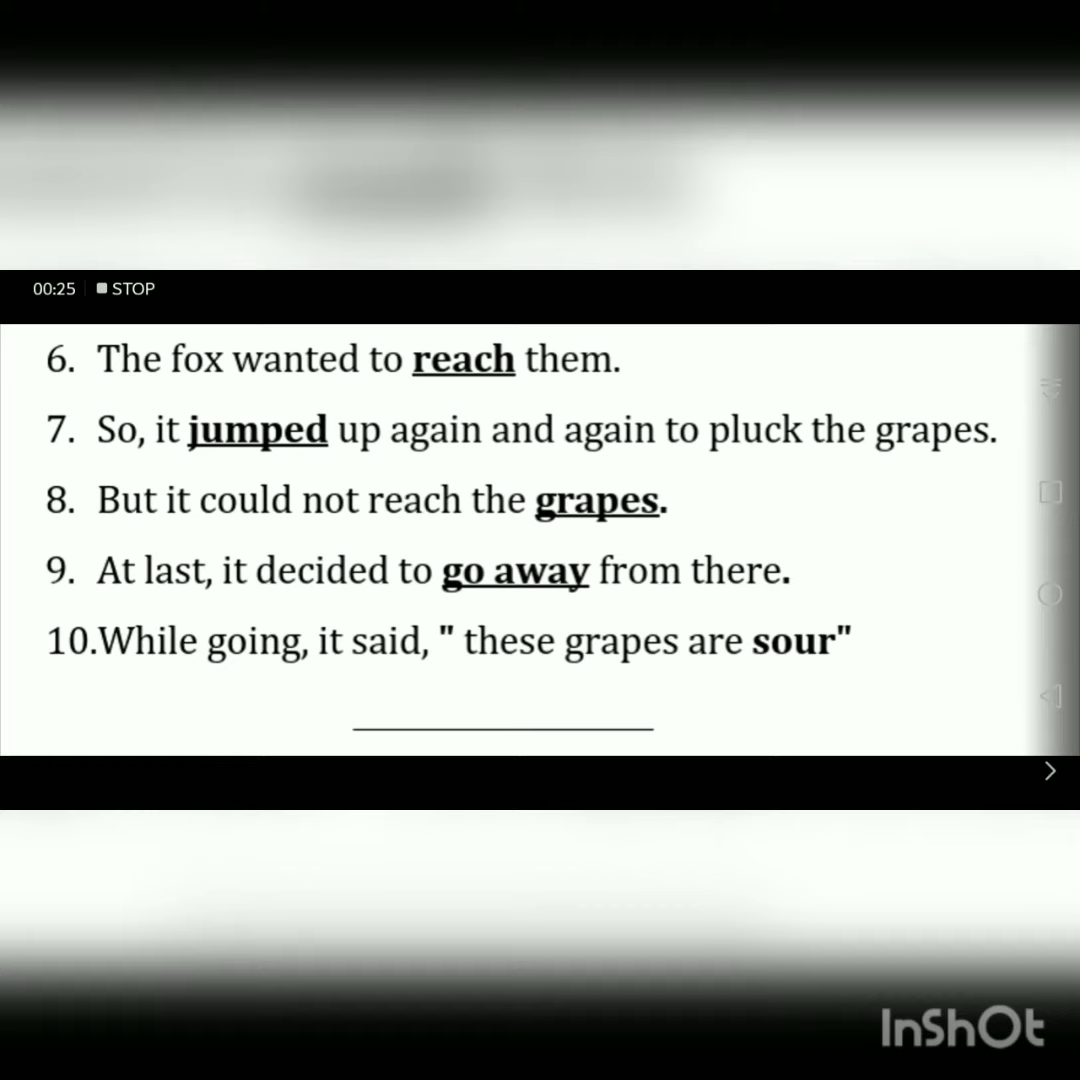 00:25 STOP
6. The fox wanted to reach them.
7. So, it jumped up again and again to pluck the grapes.
8. But it could not reach the grapes.
9. At last, it decided to go away from there.
10.While going, it said, " these grapes are sour"
InShOt